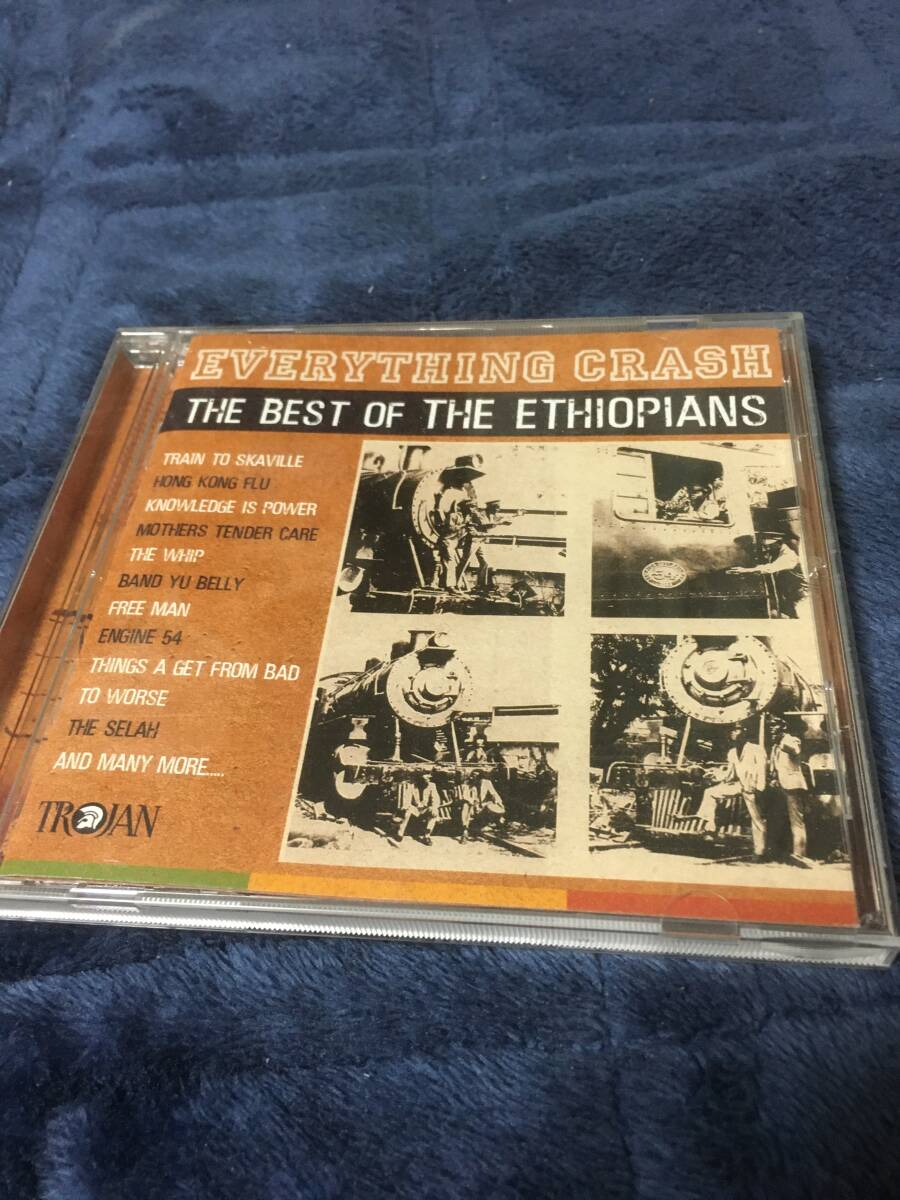 EVERYTHING CRASH
THE BEST OF THE ETHIOPIANS
TRAIN TO SKAVILLE
HONG KONG FLU
KNOWLEDGE IS POWER
MOTHERS TENDER CARE
THE WHIP
BAND YU BELLY
FREE MAN
ENGINE 54
THINGS A GET FROM BAD
TO WORSE
THE SELAH
AND MANY MORE.....
TROJAN